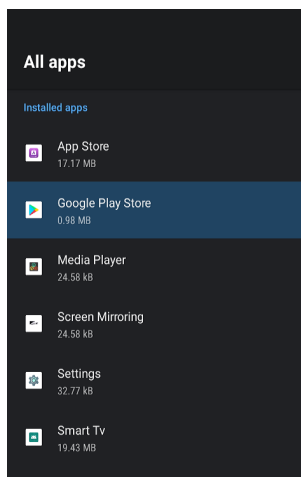 All apps
Installed apps
App Store
17.17 MB
Google Play Store
0.98 MB
Media Player
24.58 kB
Screen Mirroring
24.58 kB
Settings
32.77 kB
Smart Tv
19.43 MB